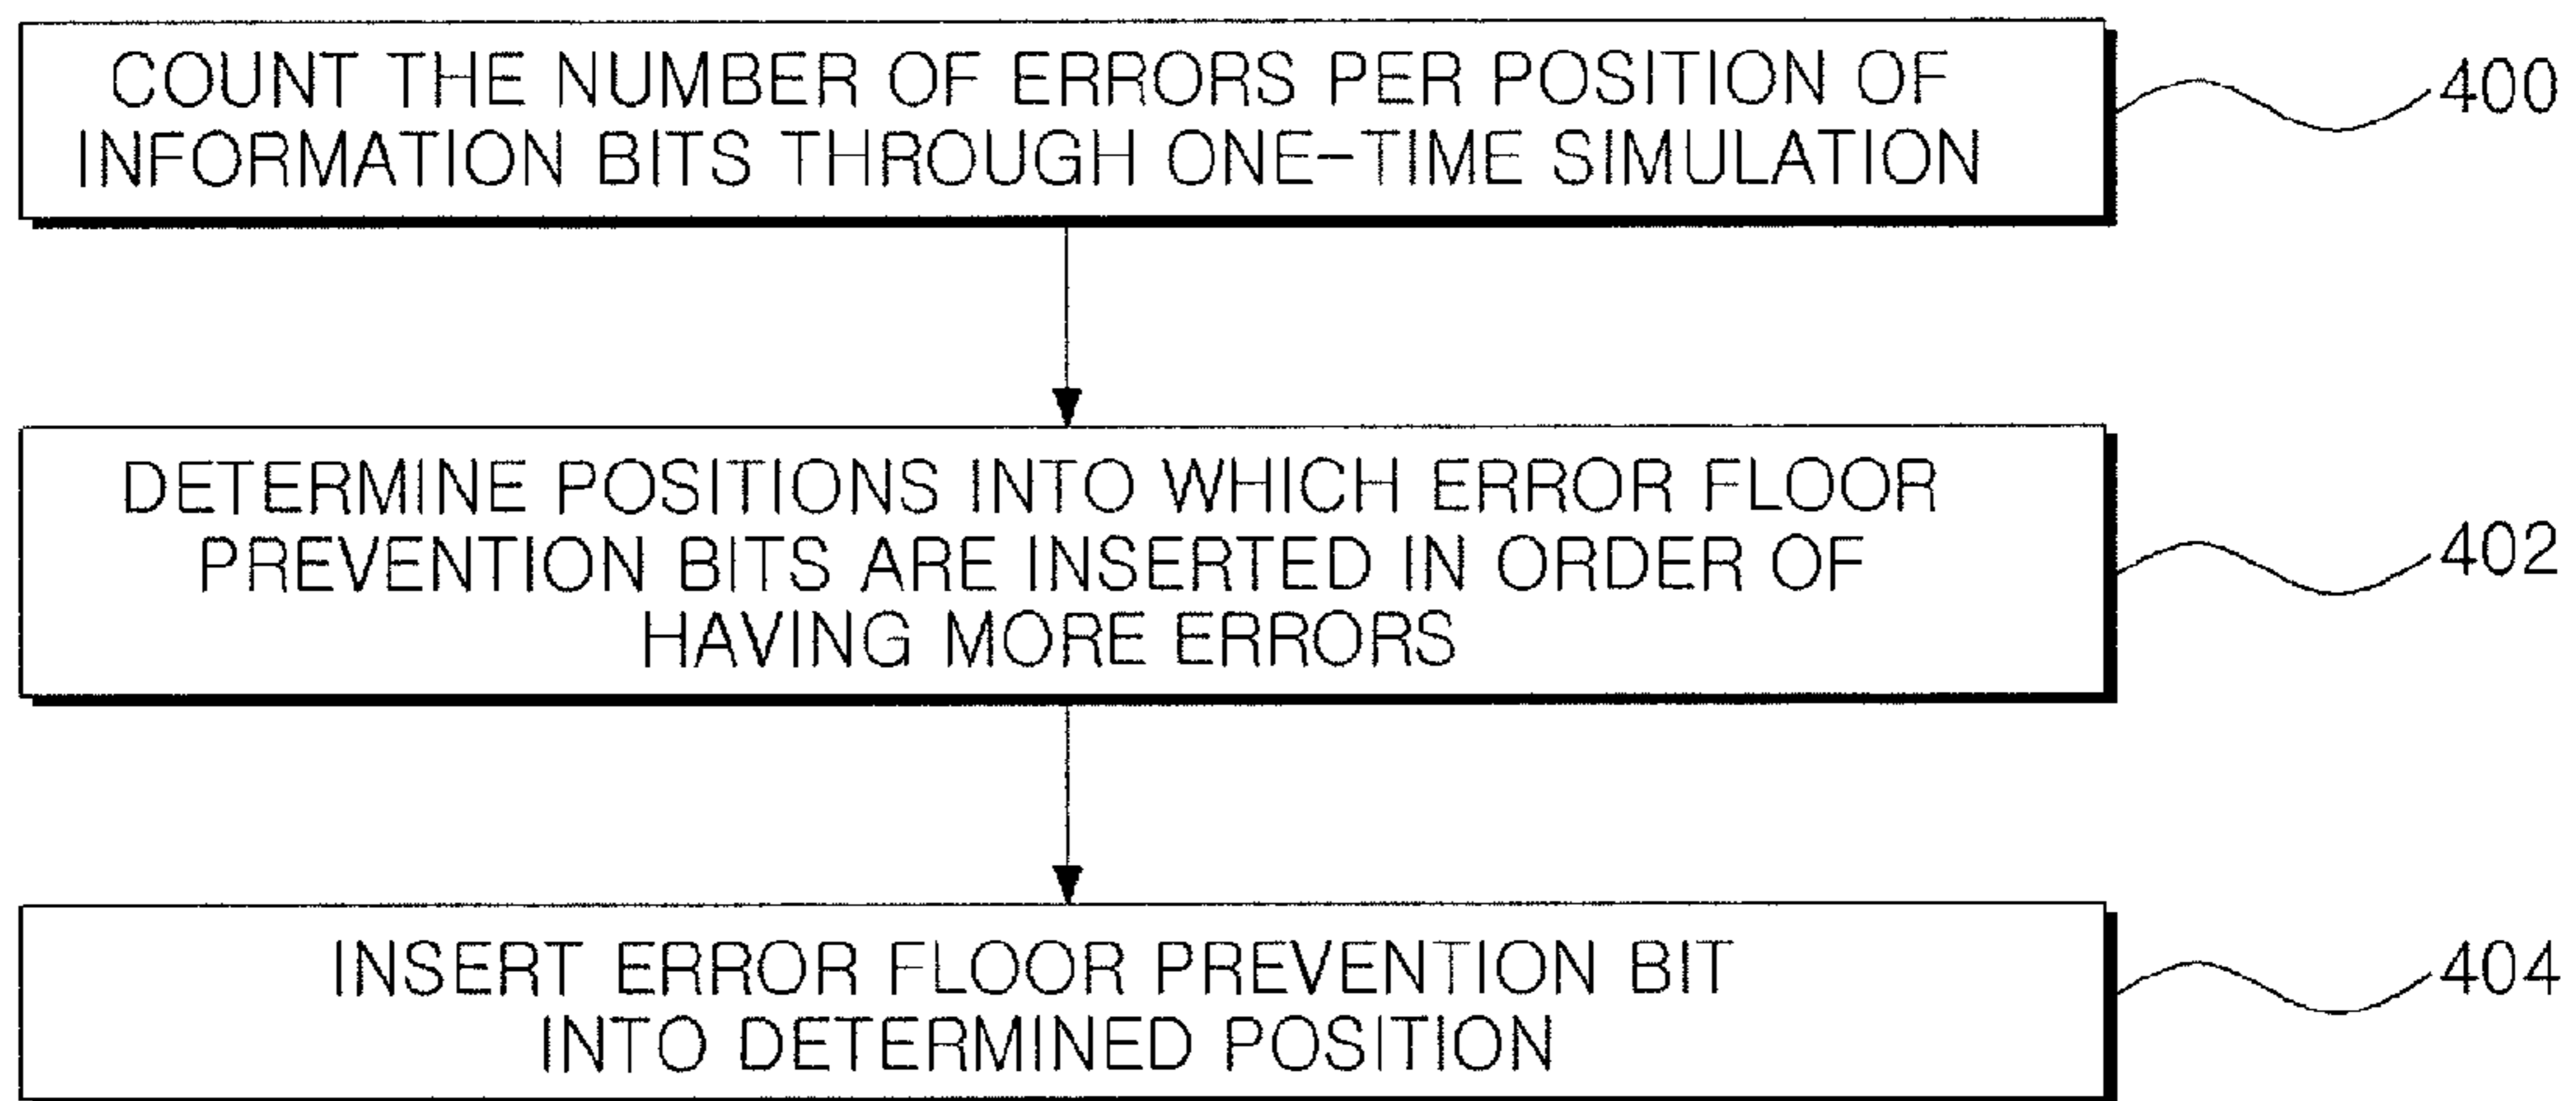 COUNT THE NUMBER OF ERRORS PER POSITION OF
INFORMATION BITS THROUGH ONE-TIME SIMULATION
400
DETERMINE POSITIONS INTO WHICH ERROR FLOOR
PREVENTION BITS ARE INSERTED IN ORDER OF
HAVING MORE ERRORS
402
INSERT ERROR FLOOR PREVENTION BIT
INTO DETERMINED POSITION
404